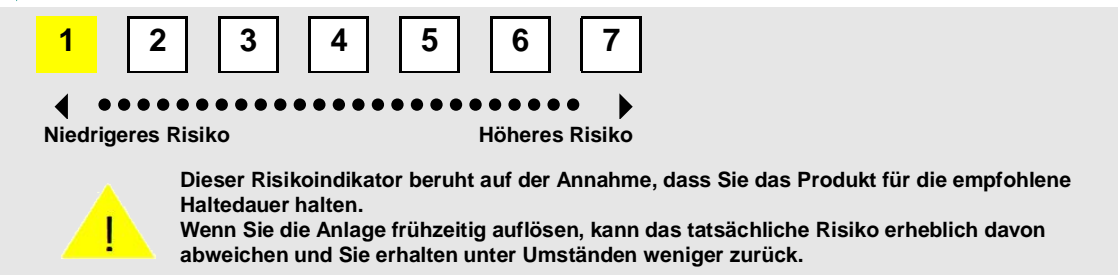 1 2 3 4 5 6 7
Niedrigeres Risiko Höheres Risiko
Dieser Risikoindikator beruht auf der Annahme, dass Sie das Produkt für die empfohlene
Haltedauer halten.
Wenn Sie die Anlage frühzeitig auflösen, kann das tatsächliche Risiko erheblich davon
abweichen und Sie erhalten unter Umständen weniger zurück.
!